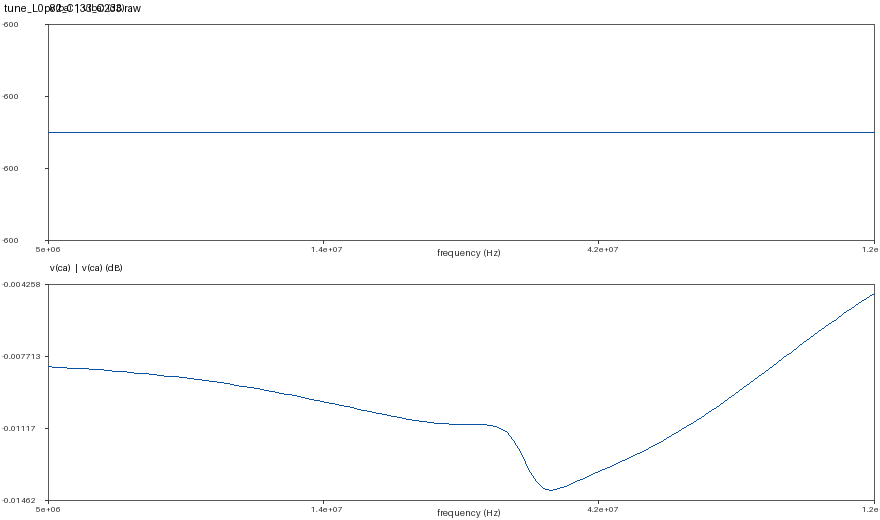 -600
-600
-600
-600
5e+06 1.4e+07 4.2e+07 1.2e
frequency (Hz)
v(ca) | v(ca) (dB)
-0.004258
-0.007713
-0.01117
-0.01462
5e+06 1.4e+07 4.2e+07 1.2e
frequency (Hz)